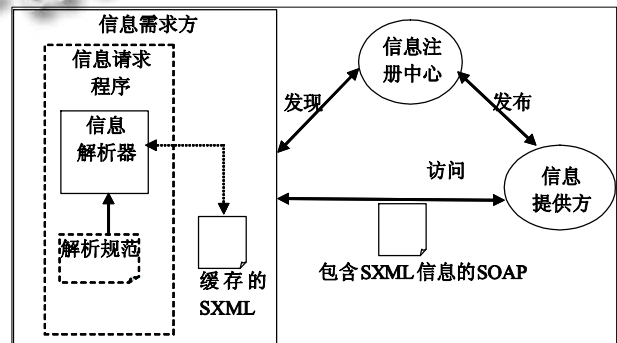 信息需求方
信息请求
程序
信息
解析器
解析规范
缓存的
SXML
发现
信息注
册中心
发布
访问
信息
提供方
包含SXML信息的SOAP